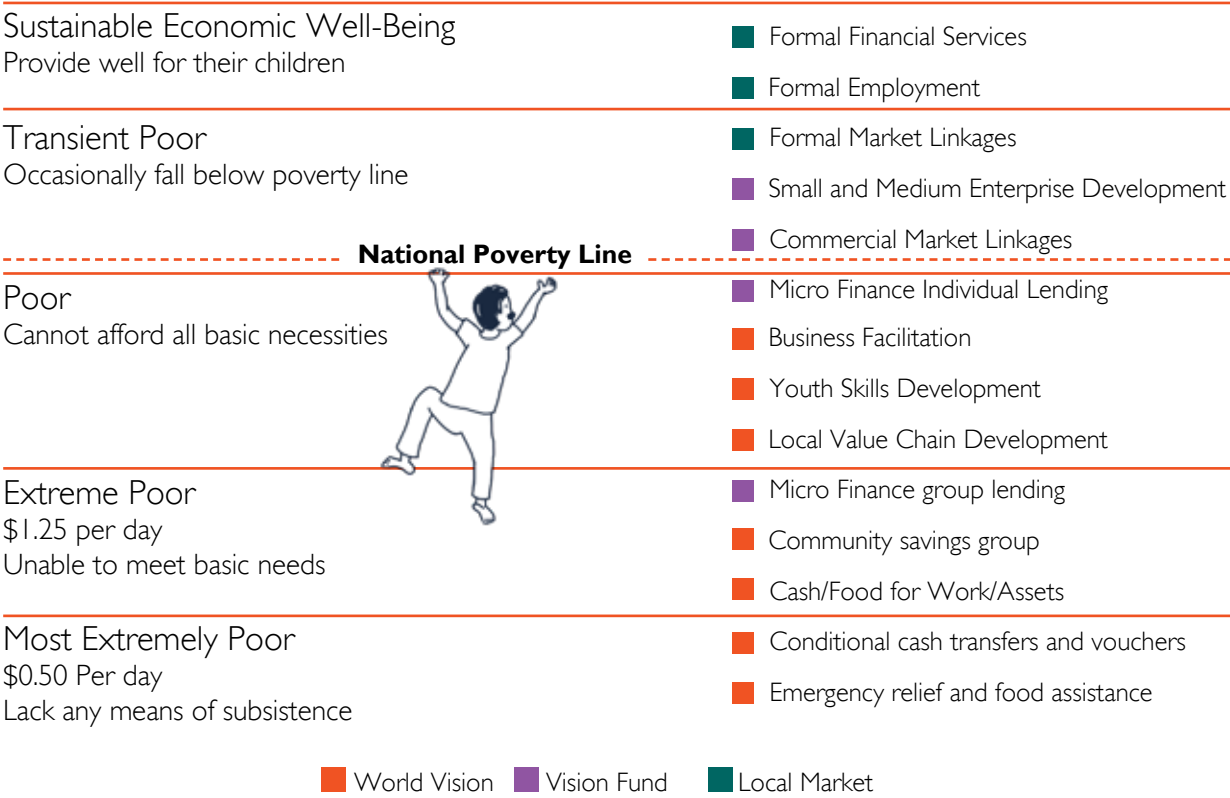 Sustainable Economic Well-Being
Provide well for their children
Formal Financial Services
Formal Employment
Transient Poor
Occasionally fall below poverty line
Formal Market Linkages
Small and Medium Enterprise Development
Commercial Market Linkages
National Poverty Line
Poor
Cannot afford all basic necessities
Micro Finance Individual Lending
Business Facilitation
Youth Skills Development
Local Value Chain Development
Extreme Poor
$1.25 per day
Unable to meet basic needs
Micro Finance group lending
Community savings group
Cash/Food for Work/Assets
Most Extremely Poor
$0.50 Per day
Lack any means of subsistence
Conditional cash transfers and vouchers
Emergency relief and food assistance
World Vision Vision Fund Local Market